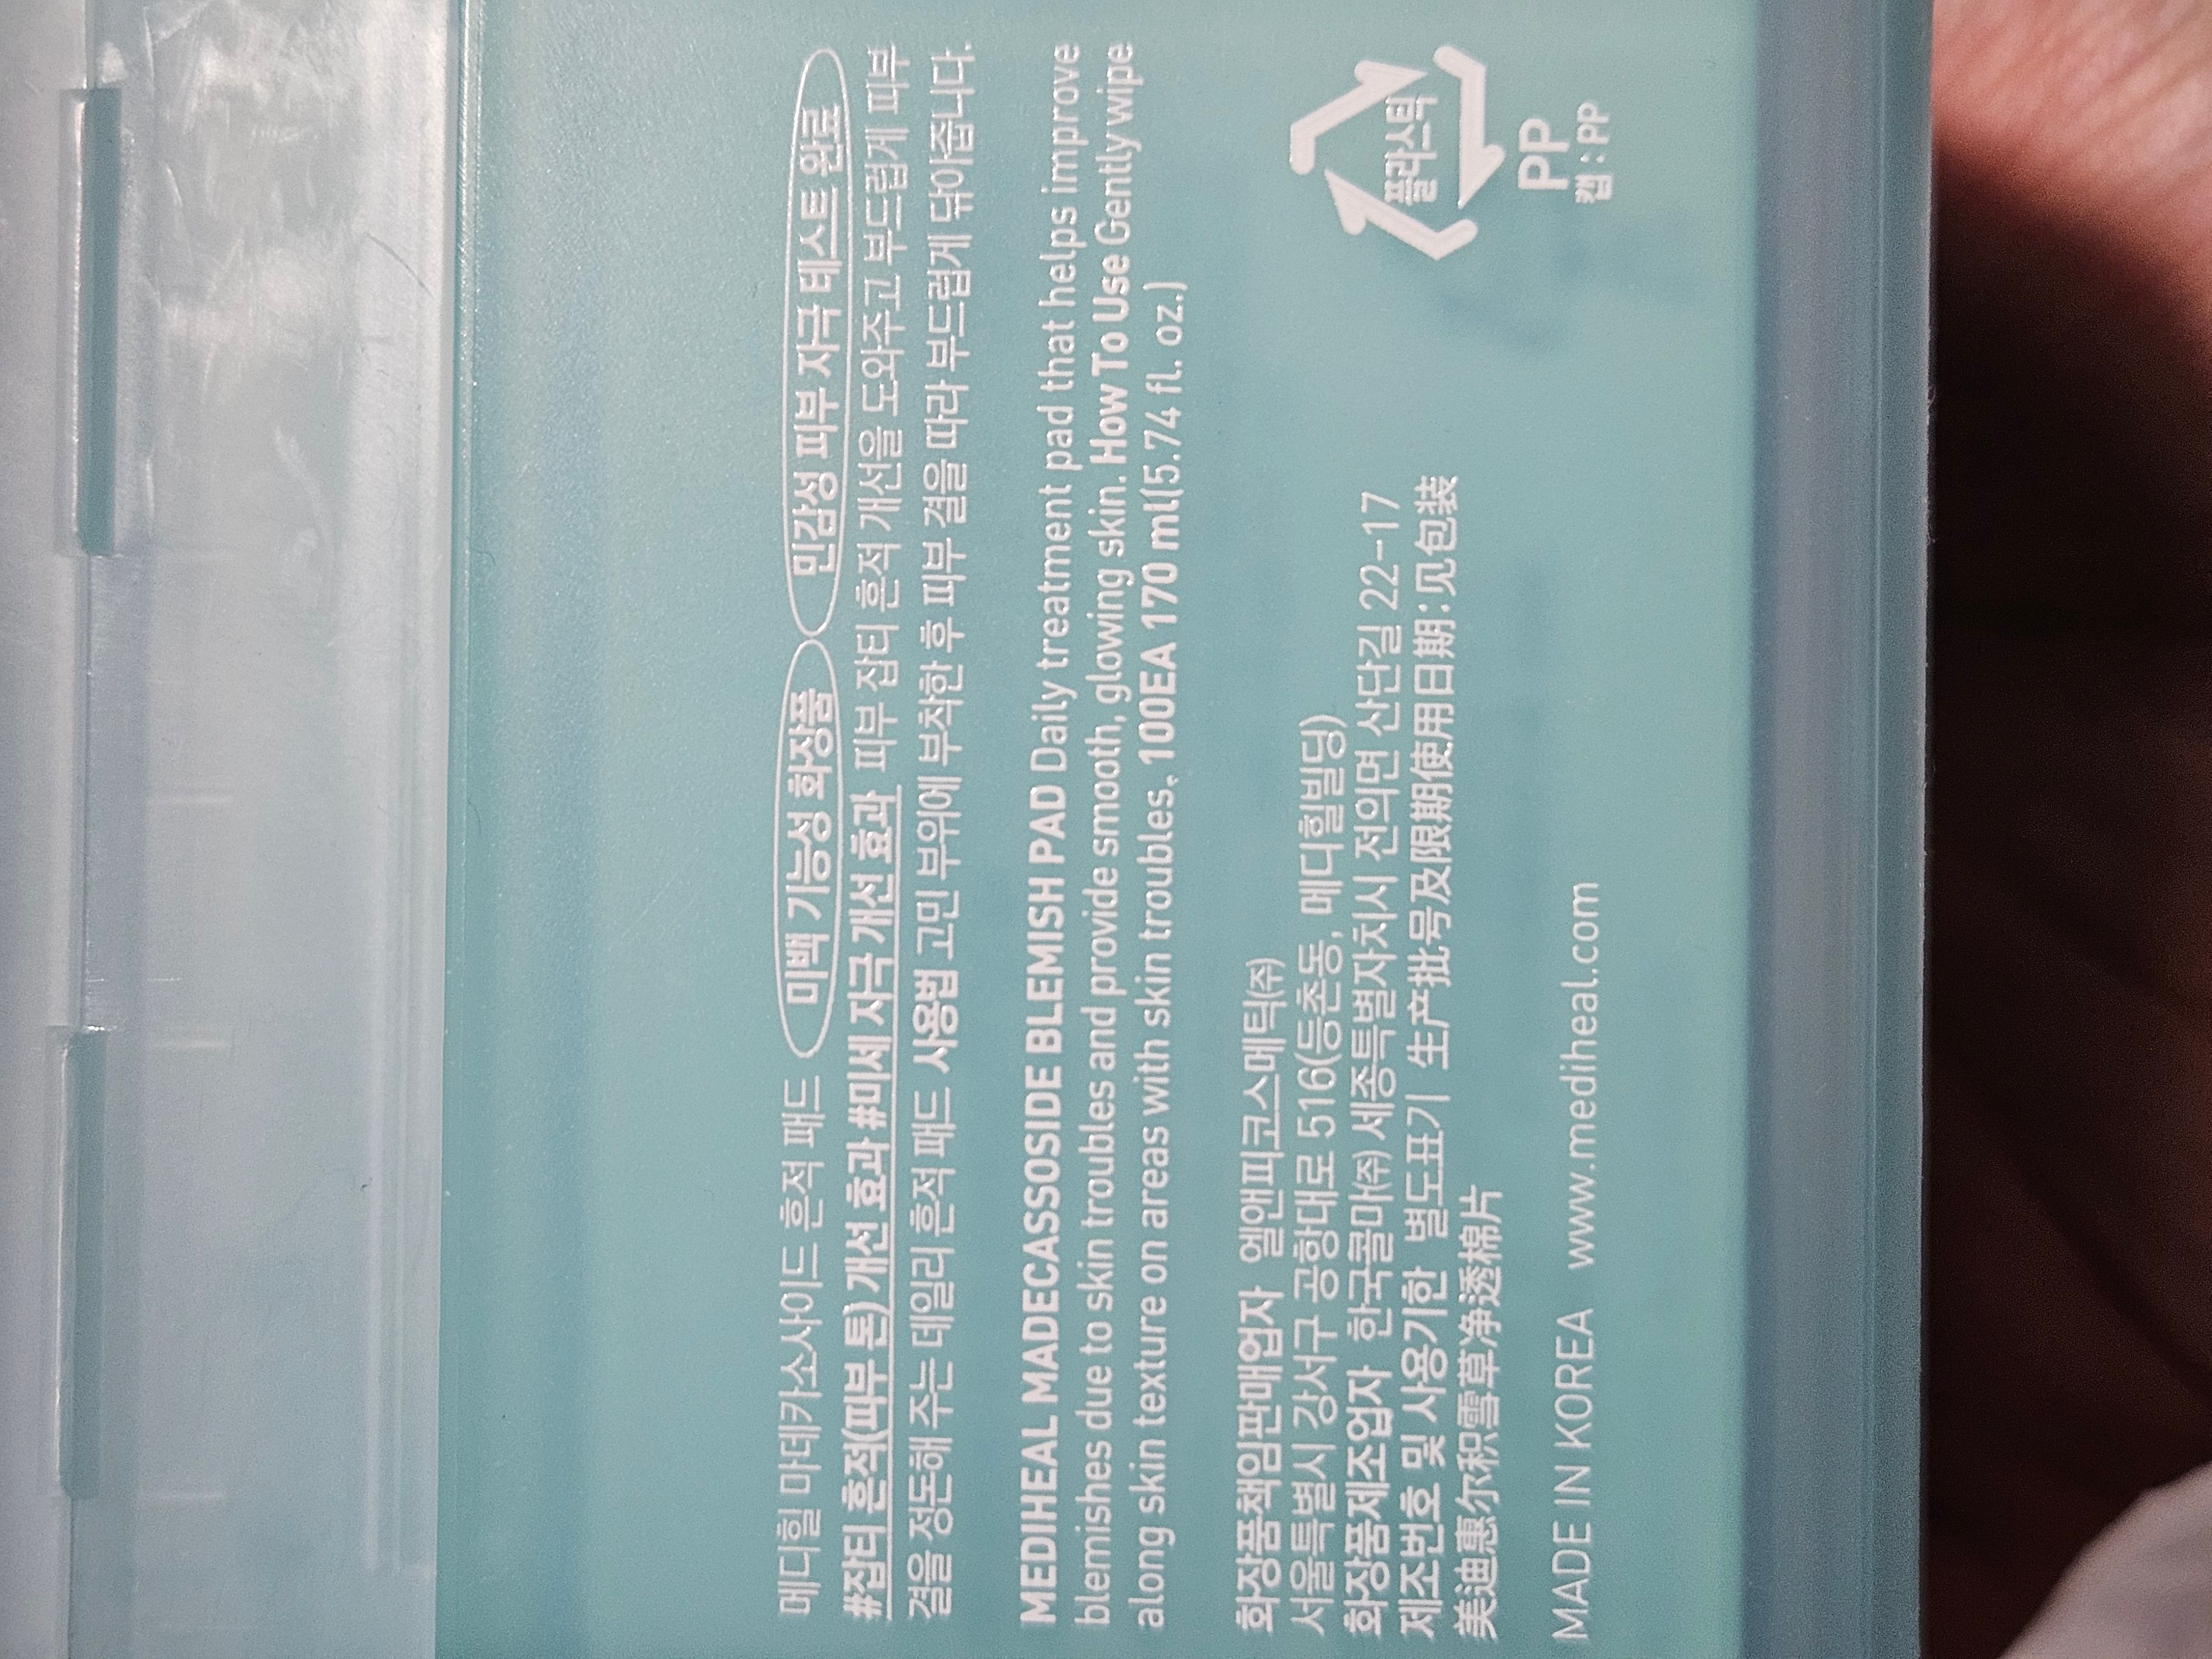 메디힐 마데카소사이드 흔적 패드 미백 기능성 화장품 민감성 피부 자극 테스트 완료
#잡티 흔적(피부 톤) 개선 효과 #미세 자극 개선 효과 피부 잡티 흔적 개선을 도와주고 부드럽게 피부
결을 정돈해 주는 데일리 흔적 패드 사용법 고민 부위에 부착한 후 피부 결을 따라 부드럽게 닦아줍니다.
MEDIHEAL MADECASSOSIDE BLEMISH PAD Daily treatment pad that helps improve
blemishes due to skin troubles and provide smooth, glowing skin. How To Use Gently wipe
along skin texture on areas with skin troubles. 100EA 170 ml(5.74 fl. oz.)
화장품책임판매업자 엘앤피코스메틱(주)
서울특별시 강서구 공항대로 516(등촌동, 메디힐빌딩)
화장품제조업자 한국콜마(주) 세종특별자치시 전의면 산단길 22-17
제조번호 및 사용기한 별도표기 | 生产批号及限期使用日期:见包装
美迪惠尔积雪草净透棉片
MADE IN KOREA www.mediheal.com
플라스틱
PP
캡 : PP